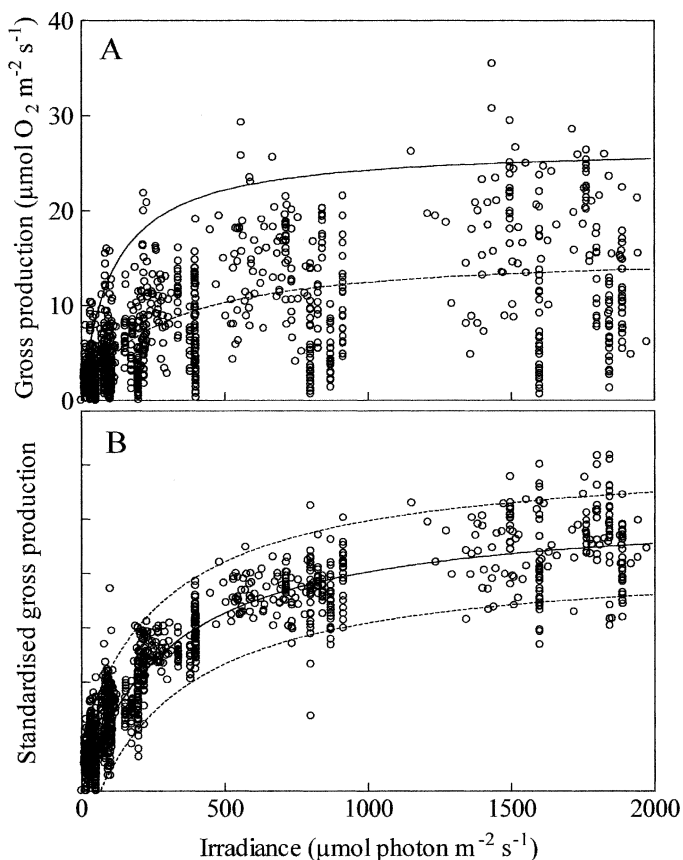 40
A
30
20
10
0
Gross production (µmol O₂ m⁻² s⁻¹)
B
Standardised gross production
0 500 1000 1500 2000
Irradiance (µmol photon m⁻² s⁻¹)